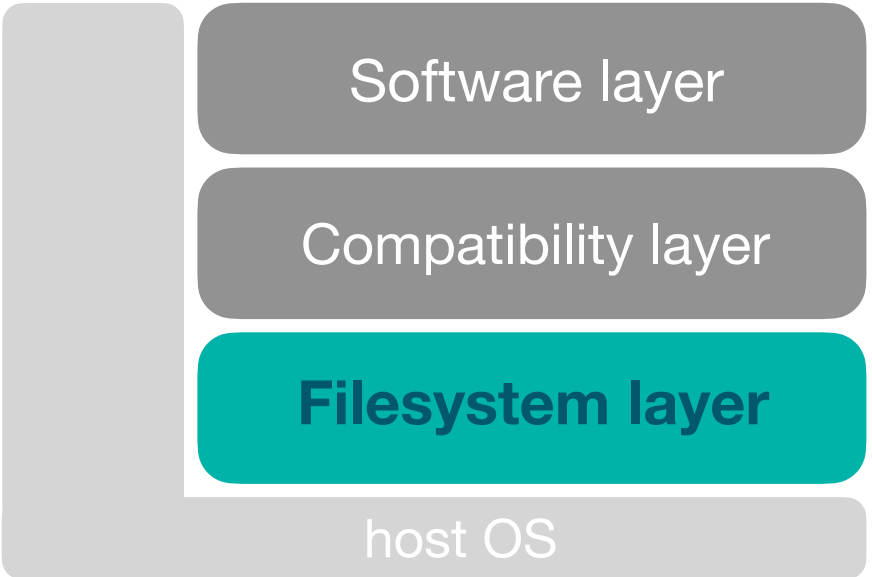 Software layer
Compatibility layer
Filesystem layer
host OS